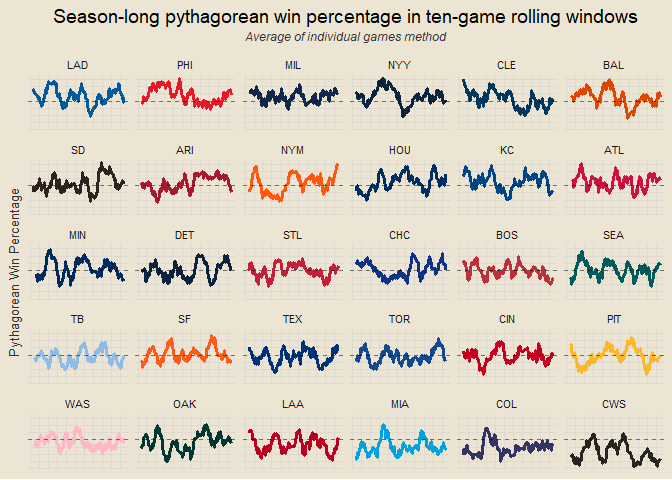 Season-long pythagorean win percentage in ten-game rolling windows
Average of individual games method
Pythagorean Win Percentage
LAD PHI MIL NYY CLE BAL
SD ARI NYM HOU KC ATL
MIN DET STL CHC BOS SEA
TB SF TEX TOR CIN PIT
WAS OAK LAA MIA COL CWS